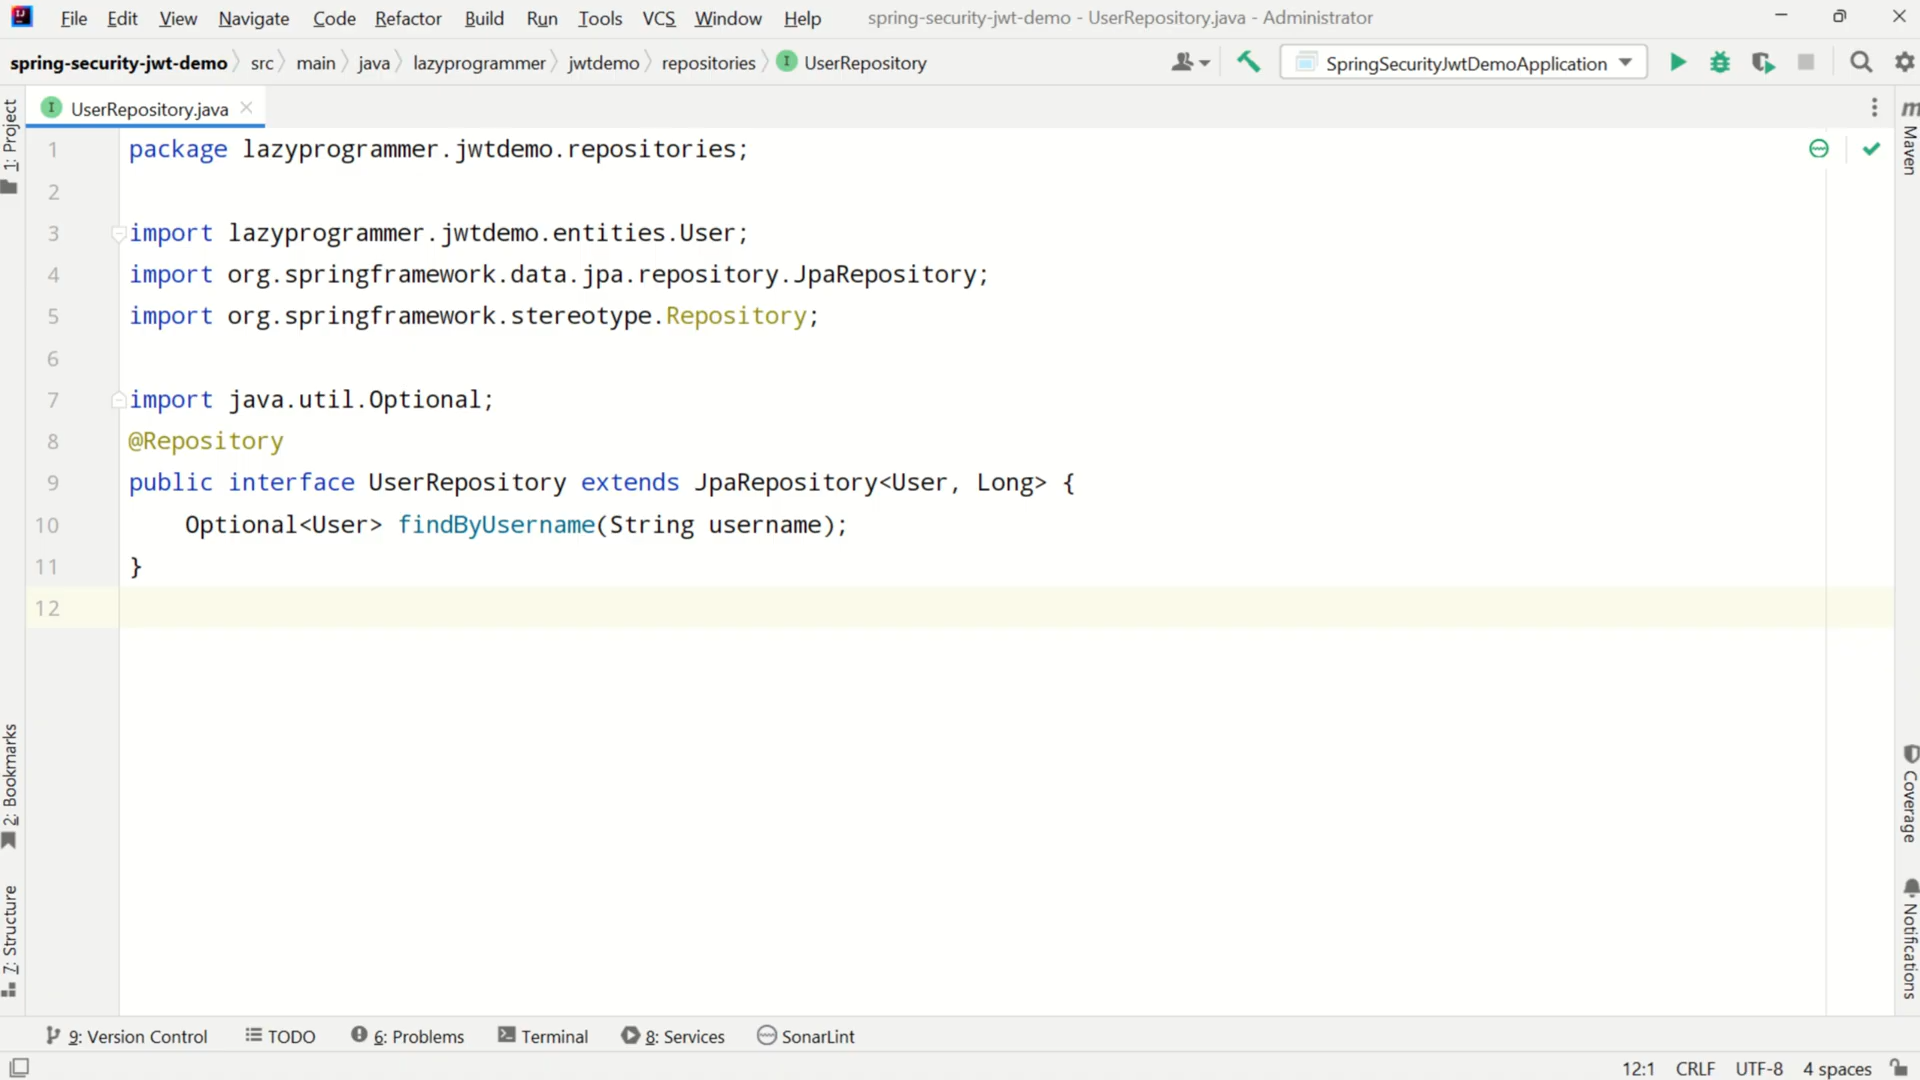 File Edit View Navigate Code Refactor Build Run Tools VCS Window Help spring-security-jwt-demo - UserRepository.java - Administrator
spring-security-jwt-demo src main java lazyprogrammer jwtdemo repositories I UserRepository SpringSecurityJwtDemoApplication
I UserRepository.java
1 package lazyprogrammer.jwtdemo.repositories;
2
3 import lazyprogrammer.jwtdemo.entities.User;
4 import org.springframework.data.jpa.repository.JpaRepository;
5 import org.springframework.stereotype.Repository;
6
7 import java.util.Optional;
8 @Repository
9 public interface UserRepository extends JpaRepository<User, Long> {
10 Optional<User> findByUsername(String username);
11 }
12
1: Project
2: Bookmarks
7: Structure
m Maven
Coverage
Notifications
9: Version Control TODO 6: Problems Terminal 8: Services SonarLint
12:1 CRLF UTF-8 4 spaces